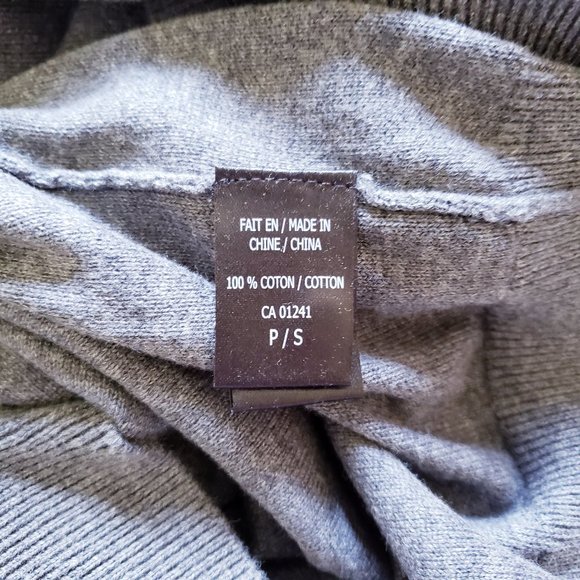 FAIT EN / MADE IN
CHINE / CHINA
100 % COTON / COTTON
CA 01241
P / S